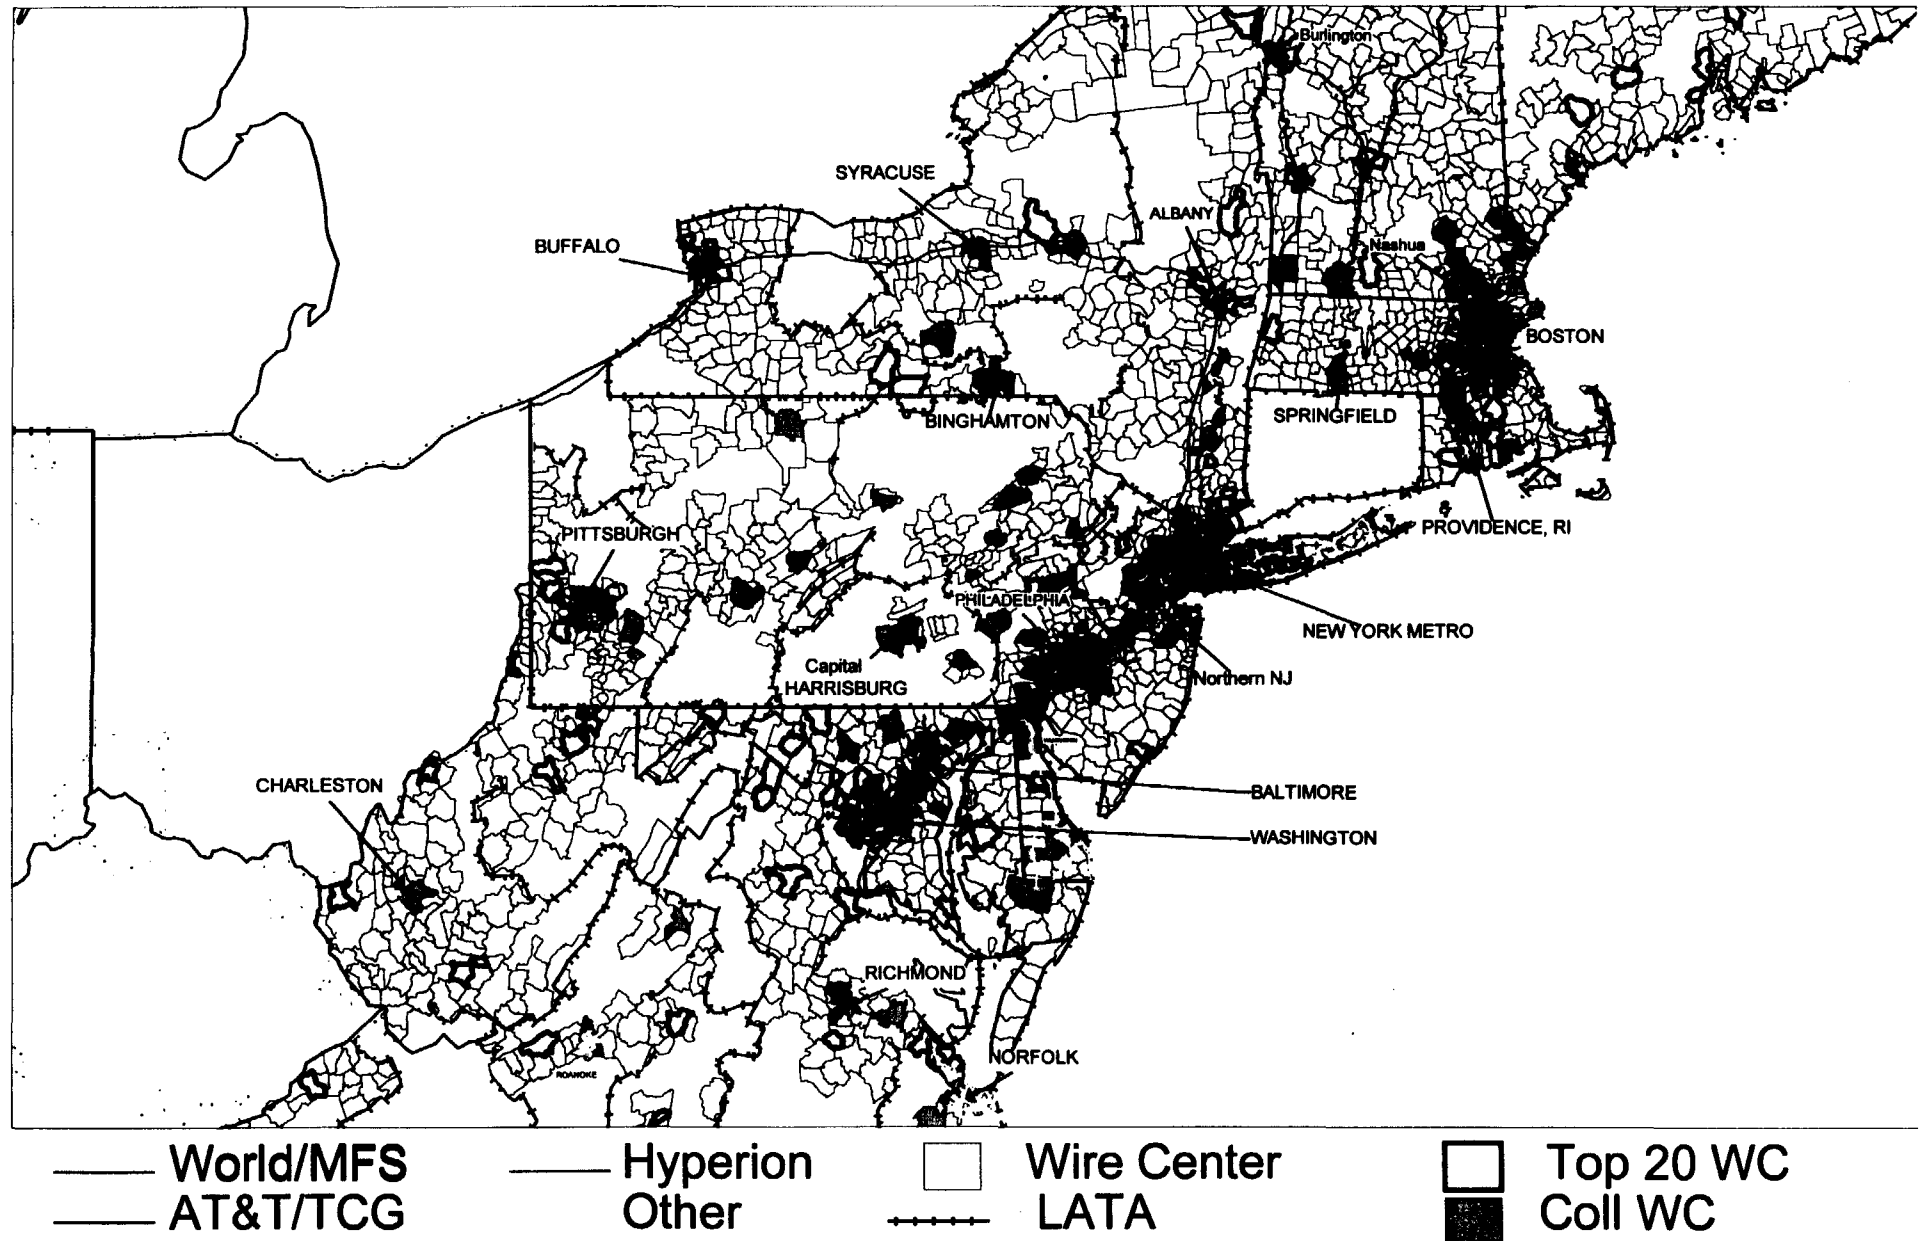 Burlington
SYRACUSE
ALBANY
BUFFALO
Nashua
BOSTON
BINGHAMTON
SPRINGFIELD
PITTSBURGH
PROVIDENCE, RI
PHILADELPHIA
NEW YORK METRO
Capital
HARRISBURG
Northern NJ
CHARLESTON
BALTIMORE
WASHINGTON
RICHMOND
NORFOLK
ROANOKE
World/MFS
Hyperion
Wire Center
Top 20 WC
AT&T/TCG
Other
LATA
Coll WC